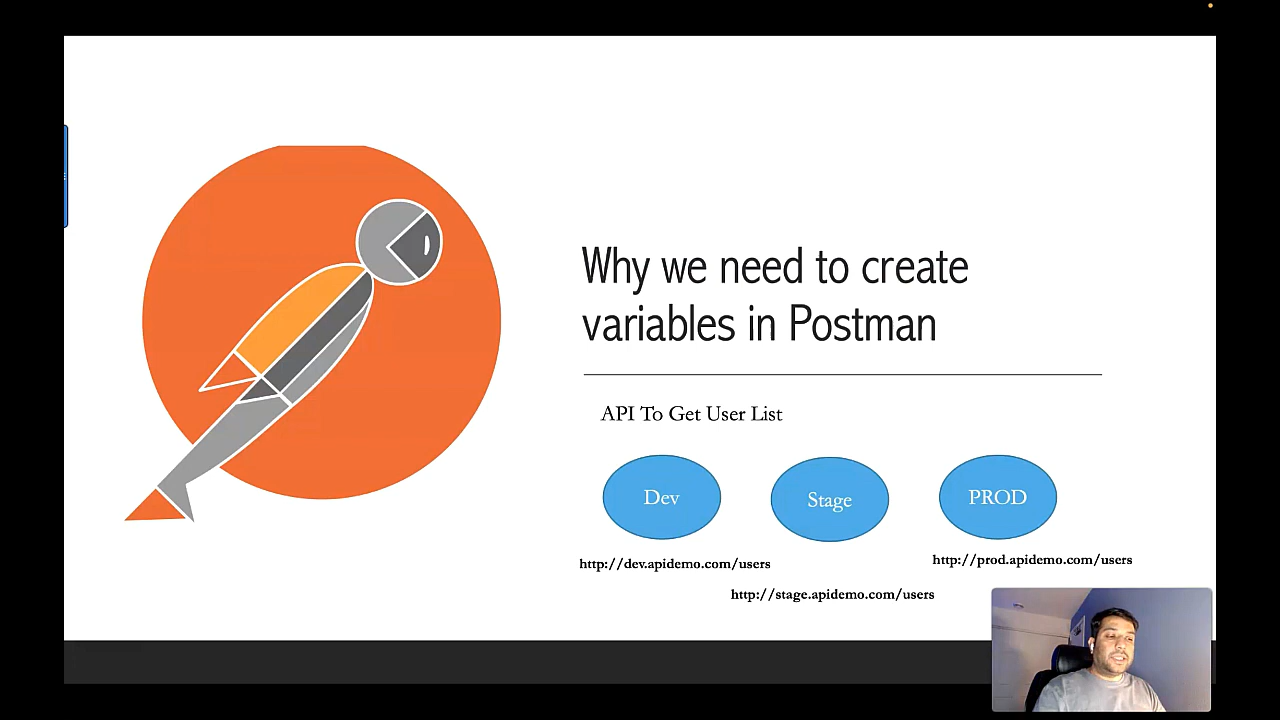 Why we need to create
variables in Postman
API To Get User List
Dev
Stage
PROD
http://dev.apidemo.com/users
http://stage.apidemo.com/users
http://prod.apidemo.com/users